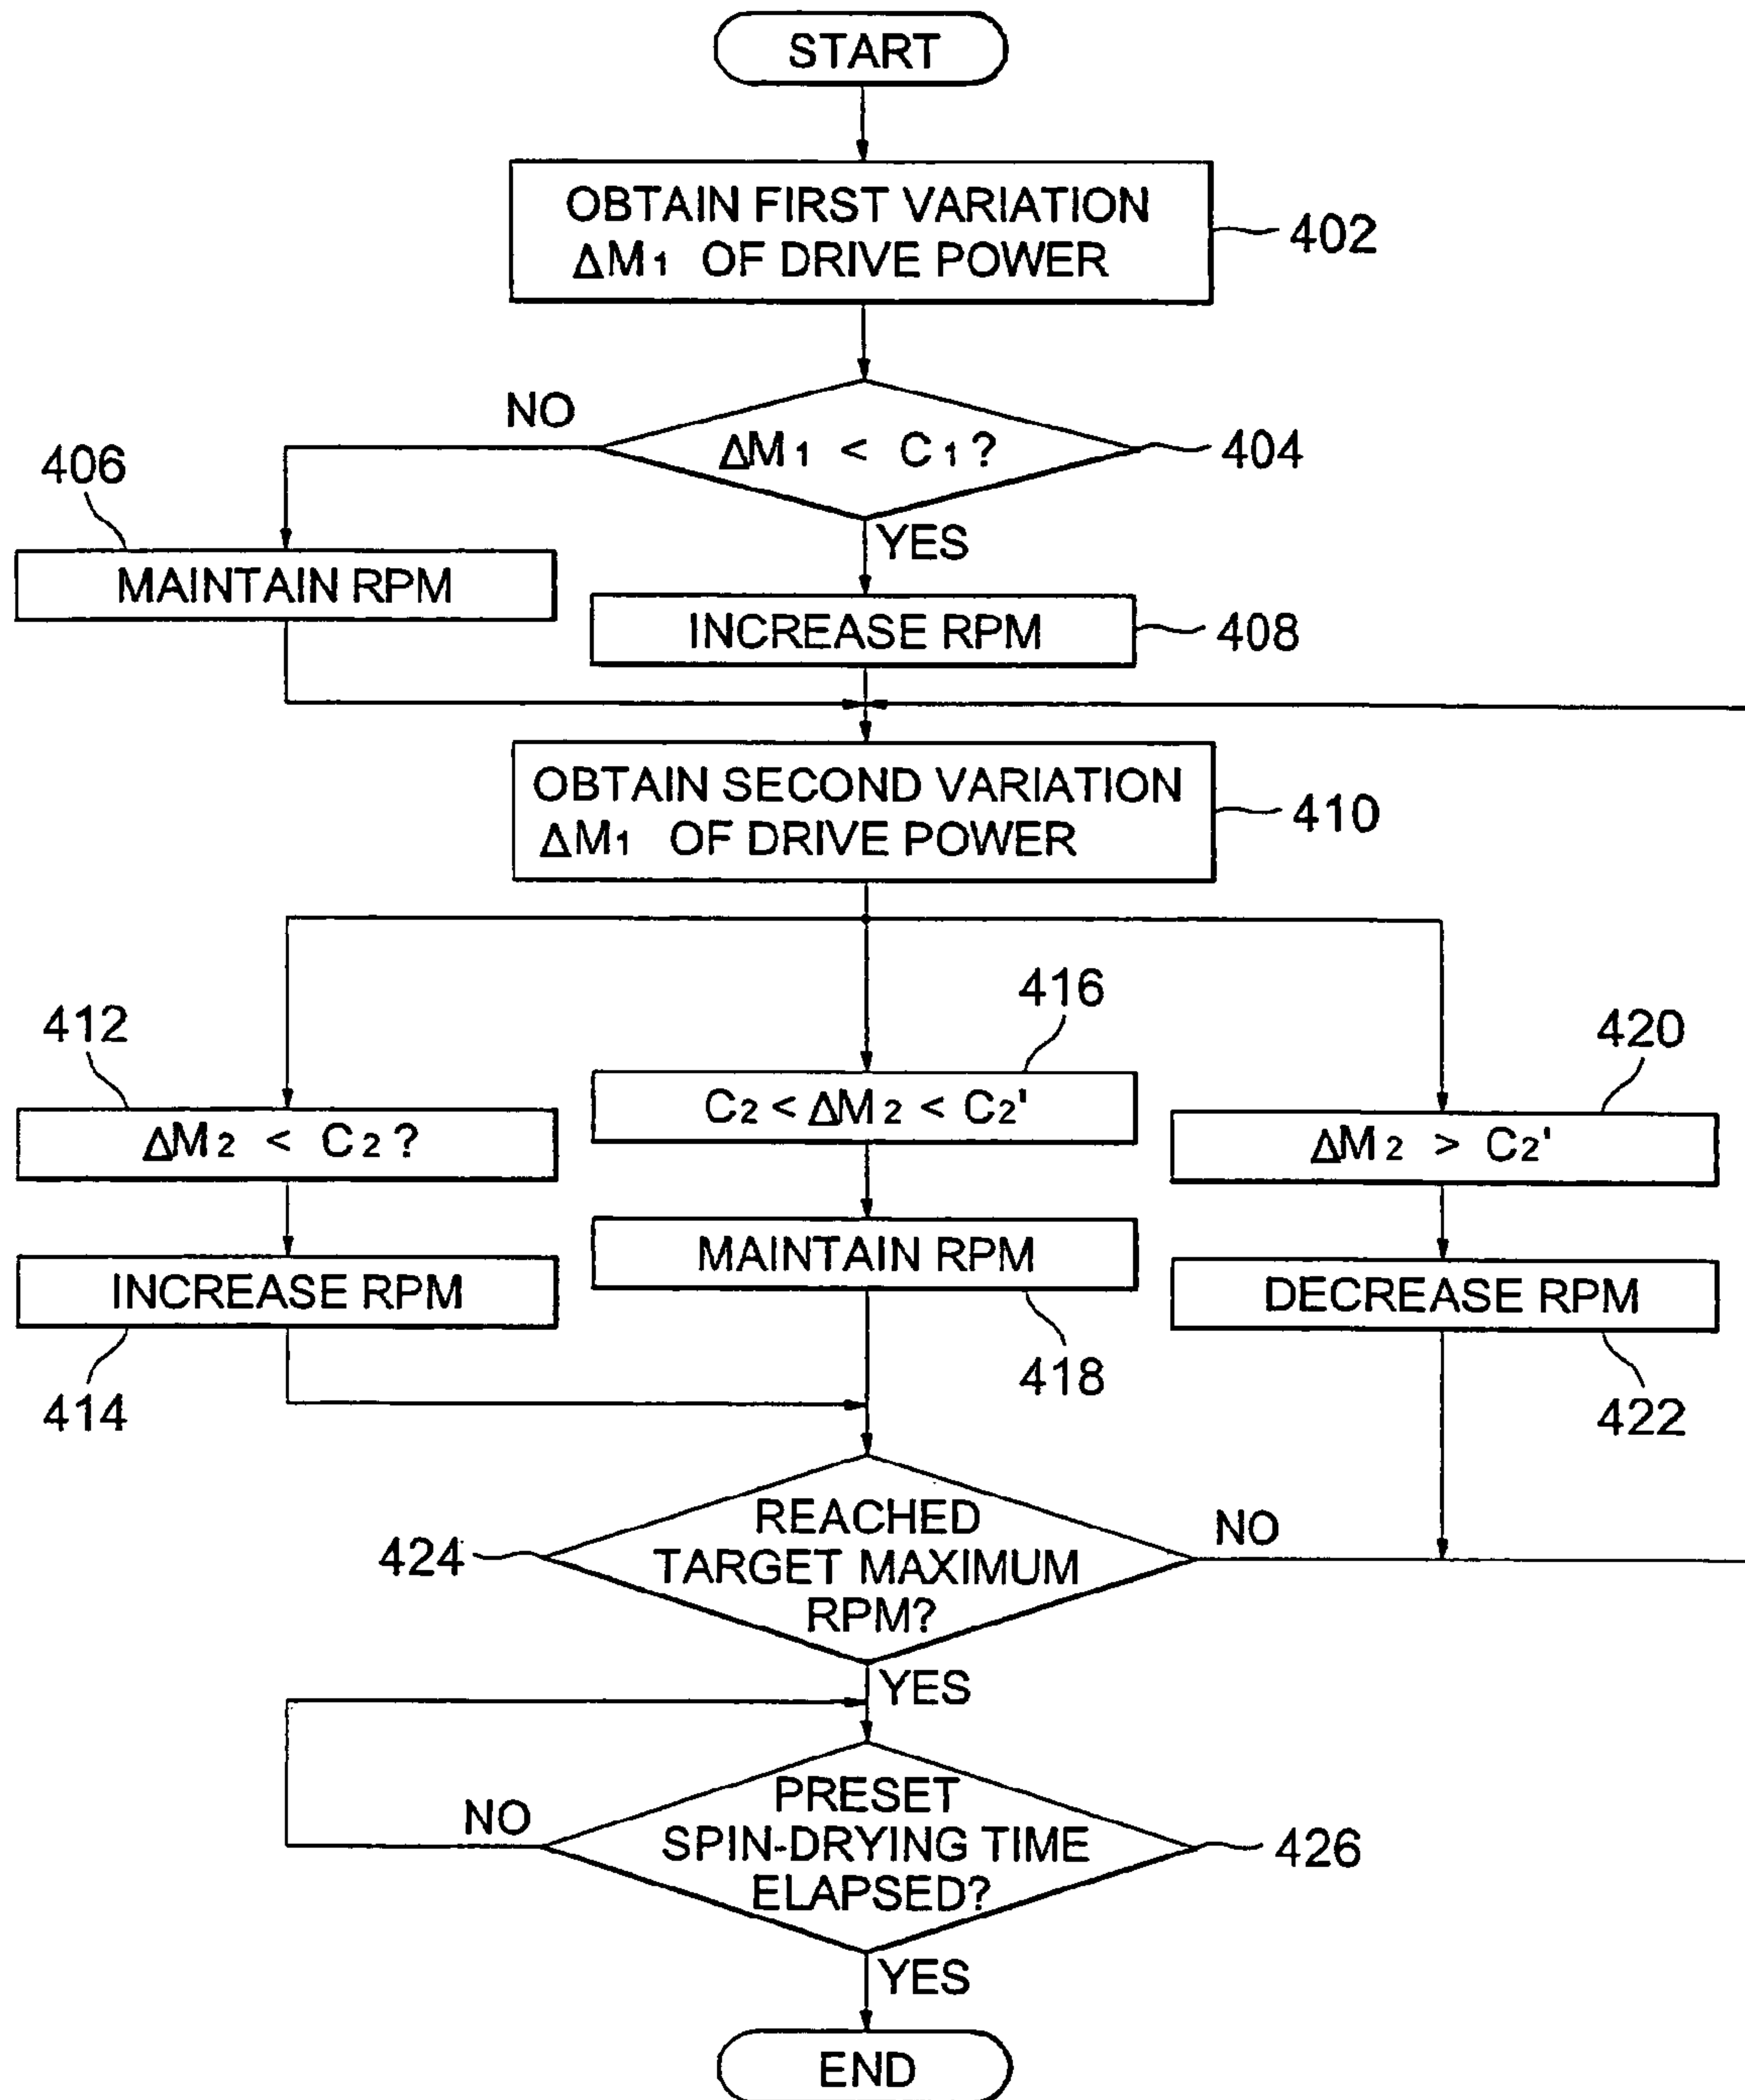 START
OBTAIN FIRST VARIATION
ΔM1 OF DRIVE POWER
402
NO
ΔM1 < C1?
404
406
YES
MAINTAIN RPM
INCREASE RPM
408
OBTAIN SECOND VARIATION
ΔM1 OF DRIVE POWER
410
412
416
420
ΔM2 < C2?
C2 < ΔM2 < C2'
ΔM2 > C2'
INCREASE RPM
MAINTAIN RPM
DECREASE RPM
414
418
422
424
REACHED
TARGET MAXIMUM
RPM?
NO
YES
NO
PRESET
SPIN-DRYING TIME
ELAPSED?
426
YES
END